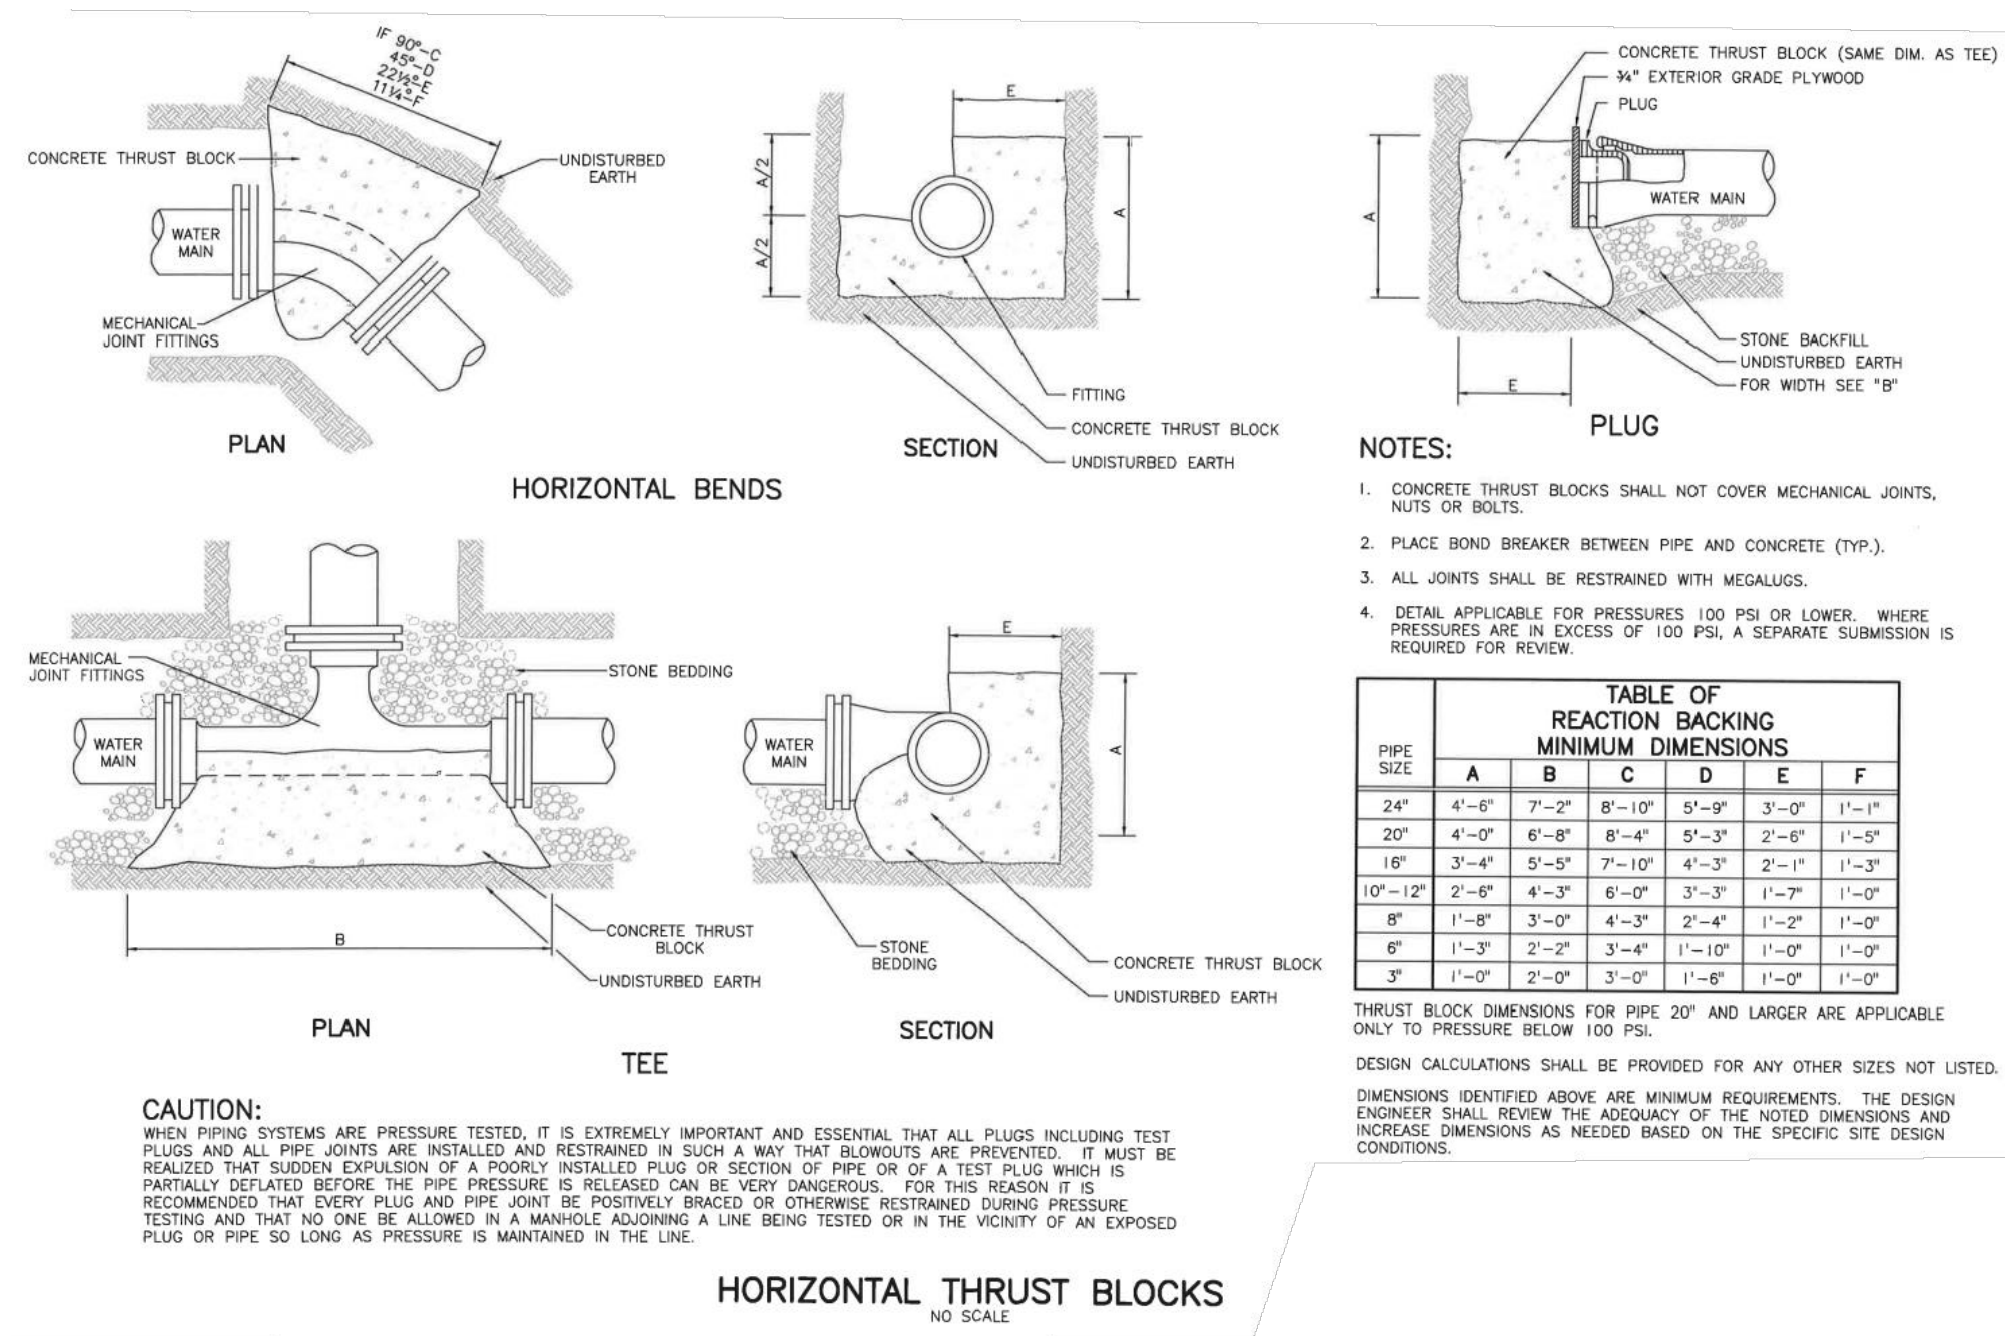 IF 90°-C
45°-D
22½°-E
11¼°-F
CONCRETE THRUST BLOCK
UNDISTURBED
EARTH
WATER
MAIN
MECHANICAL
JOINT FITTINGS
PLAN
E
A/2
A/2
A
FITTING
CONCRETE THRUST BLOCK
UNDISTURBED EARTH
SECTION
HORIZONTAL BENDS
CONCRETE THRUST BLOCK (SAME DIM. AS TEE)
¾" EXTERIOR GRADE PLYWOOD
PLUG
WATER MAIN
A
STONE BACKFILL
UNDISTURBED EARTH
FOR WIDTH SEE "B"
E
PLUG
MECHANICAL
JOINT FITTINGS
STONE BEDDING
WATER
MAIN
CONCRETE THRUST
BLOCK
B
UNDISTURBED EARTH
PLAN
E
WATER
MAIN
A
STONE
BEDDING
CONCRETE THRUST BLOCK
UNDISTURBED EARTH
SECTION
TEE
NOTES:
1. CONCRETE THRUST BLOCKS SHALL NOT COVER MECHANICAL JOINTS,
NUTS OR BOLTS.
2. PLACE BOND BREAKER BETWEEN PIPE AND CONCRETE (TYP.).
3. ALL JOINTS SHALL BE RESTRAINED WITH MEGALUGS.
4. DETAIL APPLICABLE FOR PRESSURES 100 PSI OR LOWER. WHERE
PRESSURES ARE IN EXCESS OF 100 PSI, A SEPARATE SUBMISSION IS
REQUIRED FOR REVIEW.
TABLE OF
REACTION BACKING
MINIMUM DIMENSIONS
PIPE
SIZE
A B C D E F
24" 4'-6" 7'-2" 8'-10" 5'-9" 3'-0" 1'-1"
20" 4'-0" 6'-8" 8'-4" 5'-3" 2'-6" 1'-5"
16" 3'-4" 5'-5" 7'-10" 4"-3" 2'-1" 1'-3"
10"-12" 2'-6" 4'-3" 6'-0" 3"-3" 1'-7" 1'-0"
8" 1'-8" 3'-0" 4'-3" 2"-4" 1'-2" 1'-0"
6" 1'-3" 2'-2" 3'-4" 1'-10" 1'-0" 1'-0"
3" 1'-0" 2'-0" 3'-0" 1'-6" 1'-0" 1'-0"
THRUST BLOCK DIMENSIONS FOR PIPE 20" AND LARGER ARE APPLICABLE
ONLY TO PRESSURE BELOW 100 PSI.
DESIGN CALCULATIONS SHALL BE PROVIDED FOR ANY OTHER SIZES NOT LISTED.
DIMENSIONS IDENTIFIED ABOVE ARE MINIMUM REQUIREMENTS. THE DESIGN
ENGINEER SHALL REVIEW THE ADEQUACY OF THE NOTED DIMENSIONS AND
INCREASE DIMENSIONS AS NEEDED BASED ON THE SPECIFIC SITE DESIGN
CONDITIONS.
CAUTION:
WHEN PIPING SYSTEMS ARE PRESSURE TESTED, IT IS EXTREMELY IMPORTANT AND ESSENTIAL THAT ALL PLUGS INCLUDING TEST
PLUGS AND ALL PIPE JOINTS ARE INSTALLED AND RESTRAINED IN SUCH A WAY THAT BLOWOUTS ARE PREVENTED. IT MUST BE
REALIZED THAT SUDDEN EXPULSION OF A POORLY INSTALLED PLUG OR SECTION OF PIPE OR OF A TEST PLUG WHICH IS
PARTIALLY DEFLATED BEFORE THE PIPE PRESSURE IS RELEASED CAN BE VERY DANGEROUS. FOR THIS REASON IT IS
RECOMMENDED THAT EVERY PLUG AND PIPE JOINT BE POSITIVELY BRACED OR OTHERWISE RESTRAINED DURING PRESSURE
TESTING AND THAT NO ONE BE ALLOWED IN A MANHOLE ADJOINING A LINE BEING TESTED OR IN THE VICINITY OF AN EXPOSED
PLUG OR PIPE SO LONG AS PRESSURE IS MAINTAINED IN THE LINE.
HORIZONTAL THRUST BLOCKS
NO SCALE